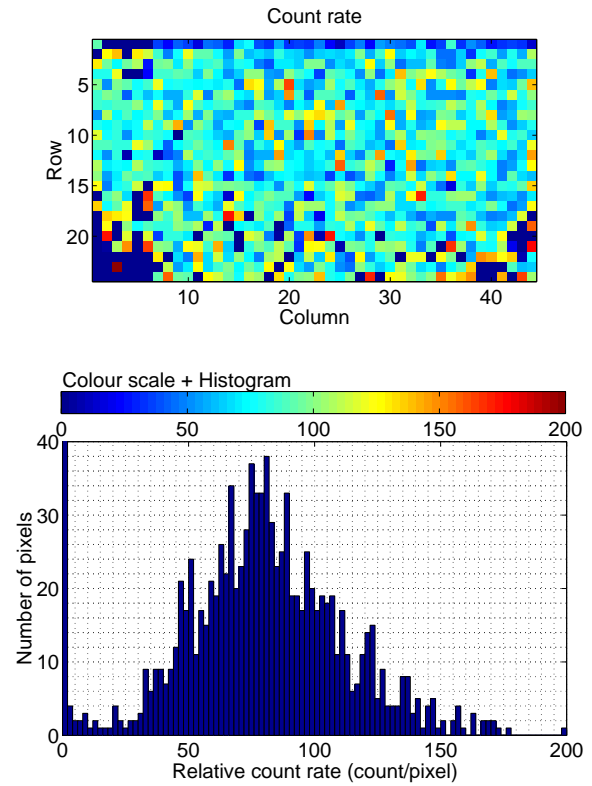 Count rate
5
10
15
20
Row
10 20 30 40
Column
Colour scale + Histogram
0 50 100 150 200
40
30
20
10
0
Number of pixels
0 50 100 150 200
Relative count rate (count/pixel)